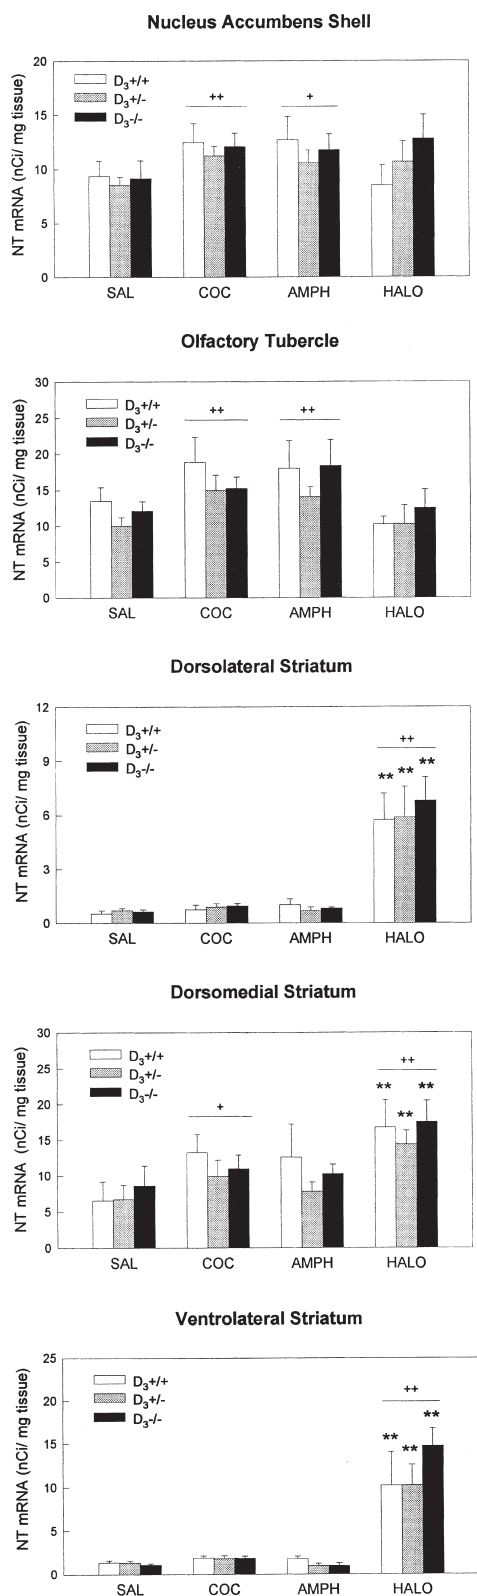 Nucleus Accumbens Shell
NT mRNA (nCi/ mg tissue)
20
15
10
5
0
D3+/+
D3+/-
D3-/-
++
+
SAL COC AMPH HALO
Olfactory Tubercle
NT mRNA (nCi/ mg tissue)
30
25
20
15
10
5
0
D3+/+
D3+/-
D3-/-
++ ++
SAL COC AMPH HALO
Dorsolateral Striatum
NT mRNA (nCi/ mg tissue)
12
9
6
3
0
D3+/+
D3+/-
D3-/-
++
** ** **
SAL COC AMPH HALO
Dorsomedial Striatum
NT mRNA (nCi/ mg tissue)
30
25
20
15
10
5
0
D3+/+
D3+/-
D3-/-
+
++
** ** **
SAL COC AMPH HALO
Ventrolateral Striatum
NT mRNA (nCi/ mg tissue)
25
20
15
10
5
0
D3+/+
D3+/-
D3-/-
++
** ** **
SAL COC AMPH HALO